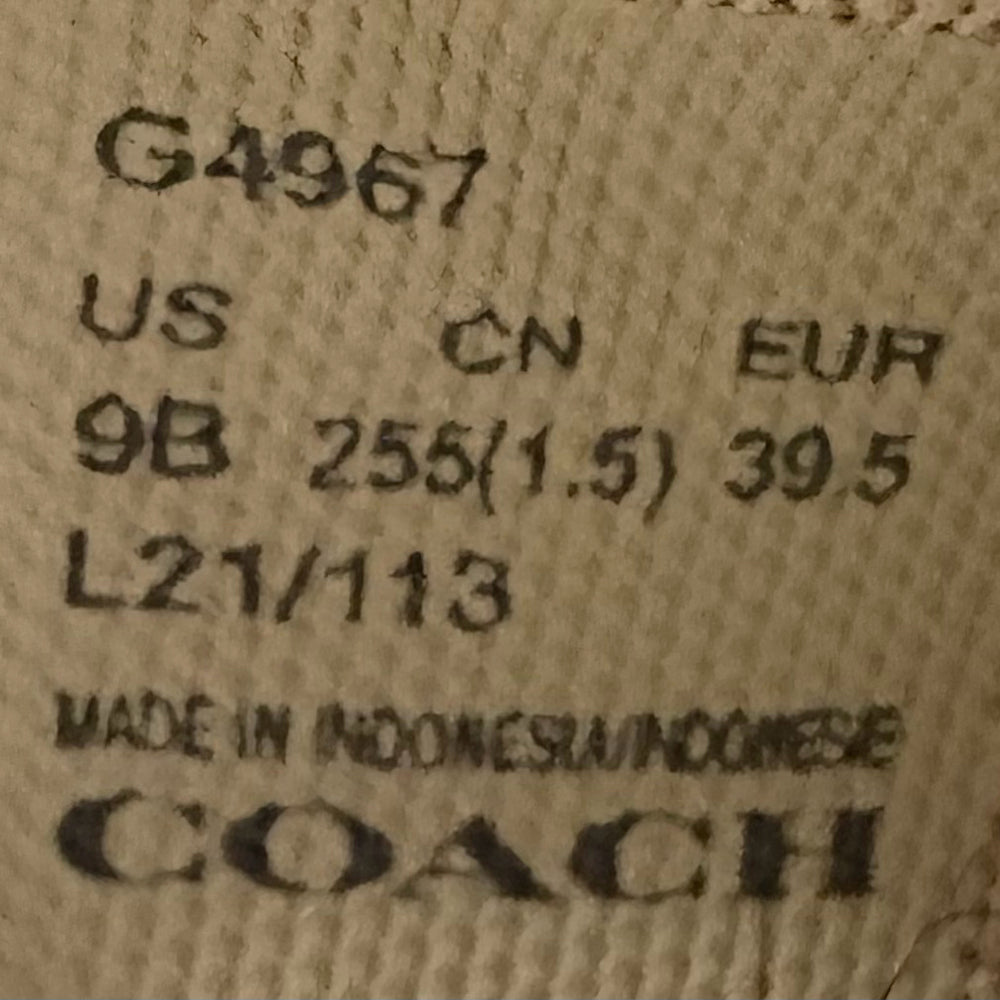 G4967
US CN EUR
9B 255(1.5) 39.5
L21/113
MADE IN INDONESIA/INDONESIE
COACH